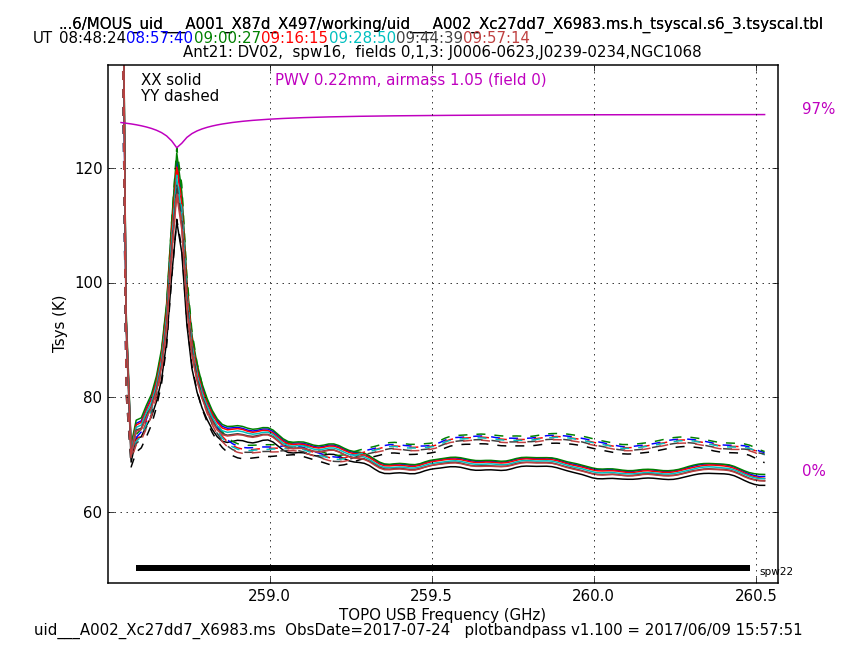 ...6/MOUS_uid___A001_X87d_X497/working/uid___A002_Xc27dd7_X6983.ms.h_tsyscal.s6_3.tsyscal.tbl
UT 08:48:24 08:57:40 09:00:27 09:16:15 09:28:50 09:44:39 09:57:14
Ant21: DV02, spw16, fields 0,1,3: J0006-0623,J0239-0234,NGC1068
XX solid
YY dashed
PWV 0.22mm, airmass 1.05 (field 0)
97%
120
100
Tsys (K)
80
0%
60
spw22
259.0 259.5 260.0 260.5
TOPO USB Frequency (GHz)
uid___A002_Xc27dd7_X6983.ms ObsDate=2017-07-24 plotbandpass v1.100 = 2017/06/09 15:57:51